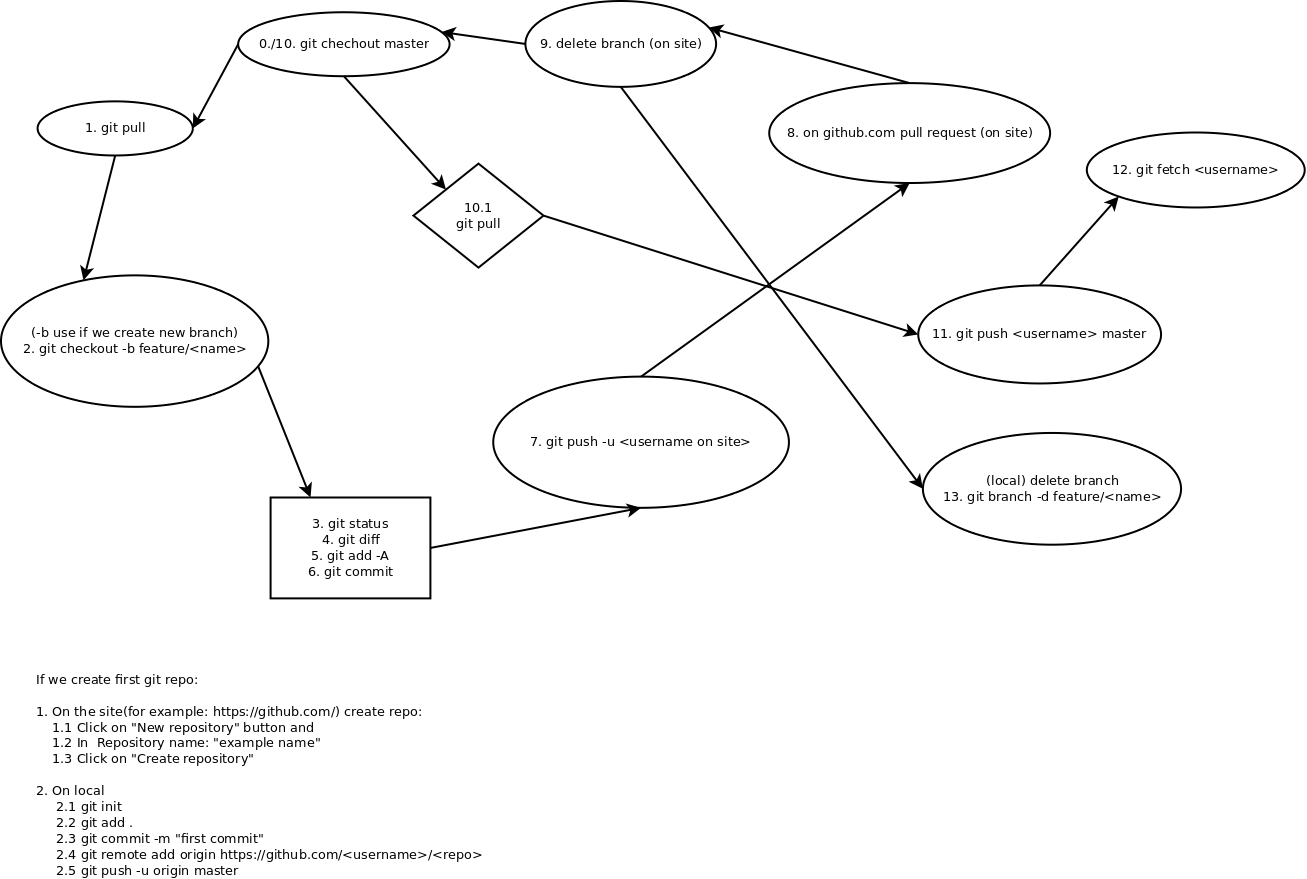 0./10. git chechout master
9. delete branch (on site)
1. git pull
8. on github.com pull request (on site)
12. git fetch <username>
10.1
git pull
(-b use if we create new branch)
2. git checkout -b feature/<name>
11. git push <username> master
7. git push -u <username on site>
(local) delete branch
13. git branch -d feature/<name>
3. git status
4. git diff
5. git add -A
6. git commit
If we create first git repo:
1. On the site(for example: https://github.com/) create repo:
1.1 Click on "New repository" button and
1.2 In  Repository name: "example name"
1.3 Click on "Create repository"
2. On local
2.1 git init
2.2 git add .
2.3 git commit -m "first commit"
2.4 git remote add origin https://github.com/<username>/<repo>
2.5 git push -u origin master